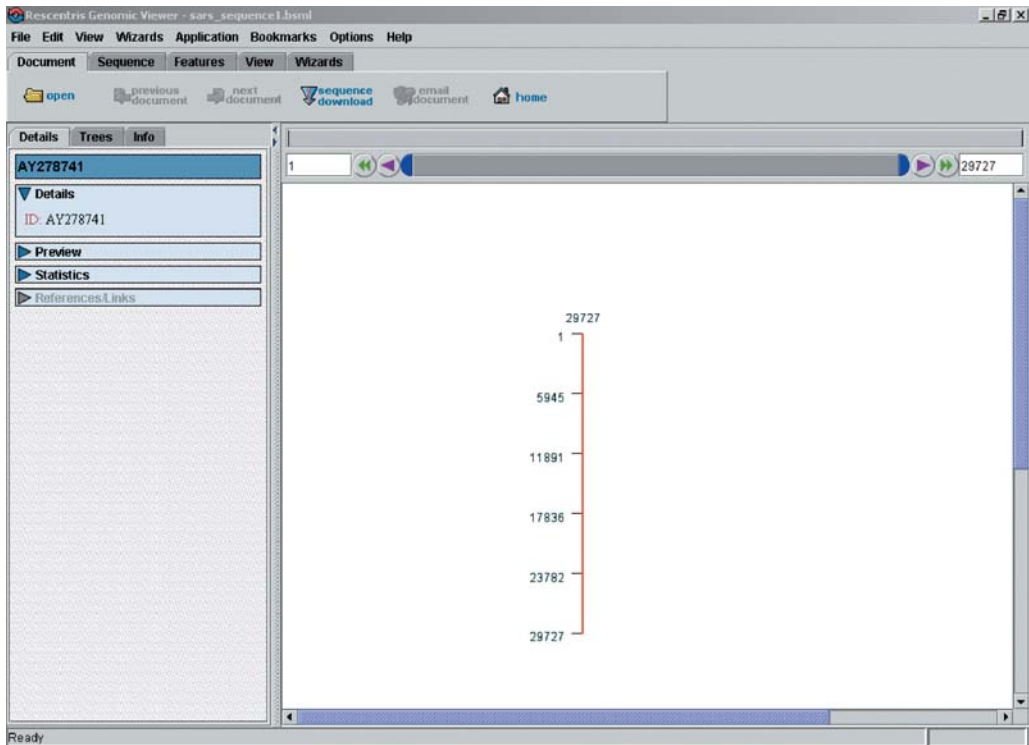 Rescentris Genomic Viewer - sars_sequence1.bsml
File Edit View Wizards Application Bookmarks Options Help
Document Sequence Features View Wizards
open previous document next document sequence download email document home
Details Trees Info
AY278741
Details
ID: AY278741
Preview
Statistics
References/Links
1 29727
29727
1
5945
11891
17836
23782
29727
Ready